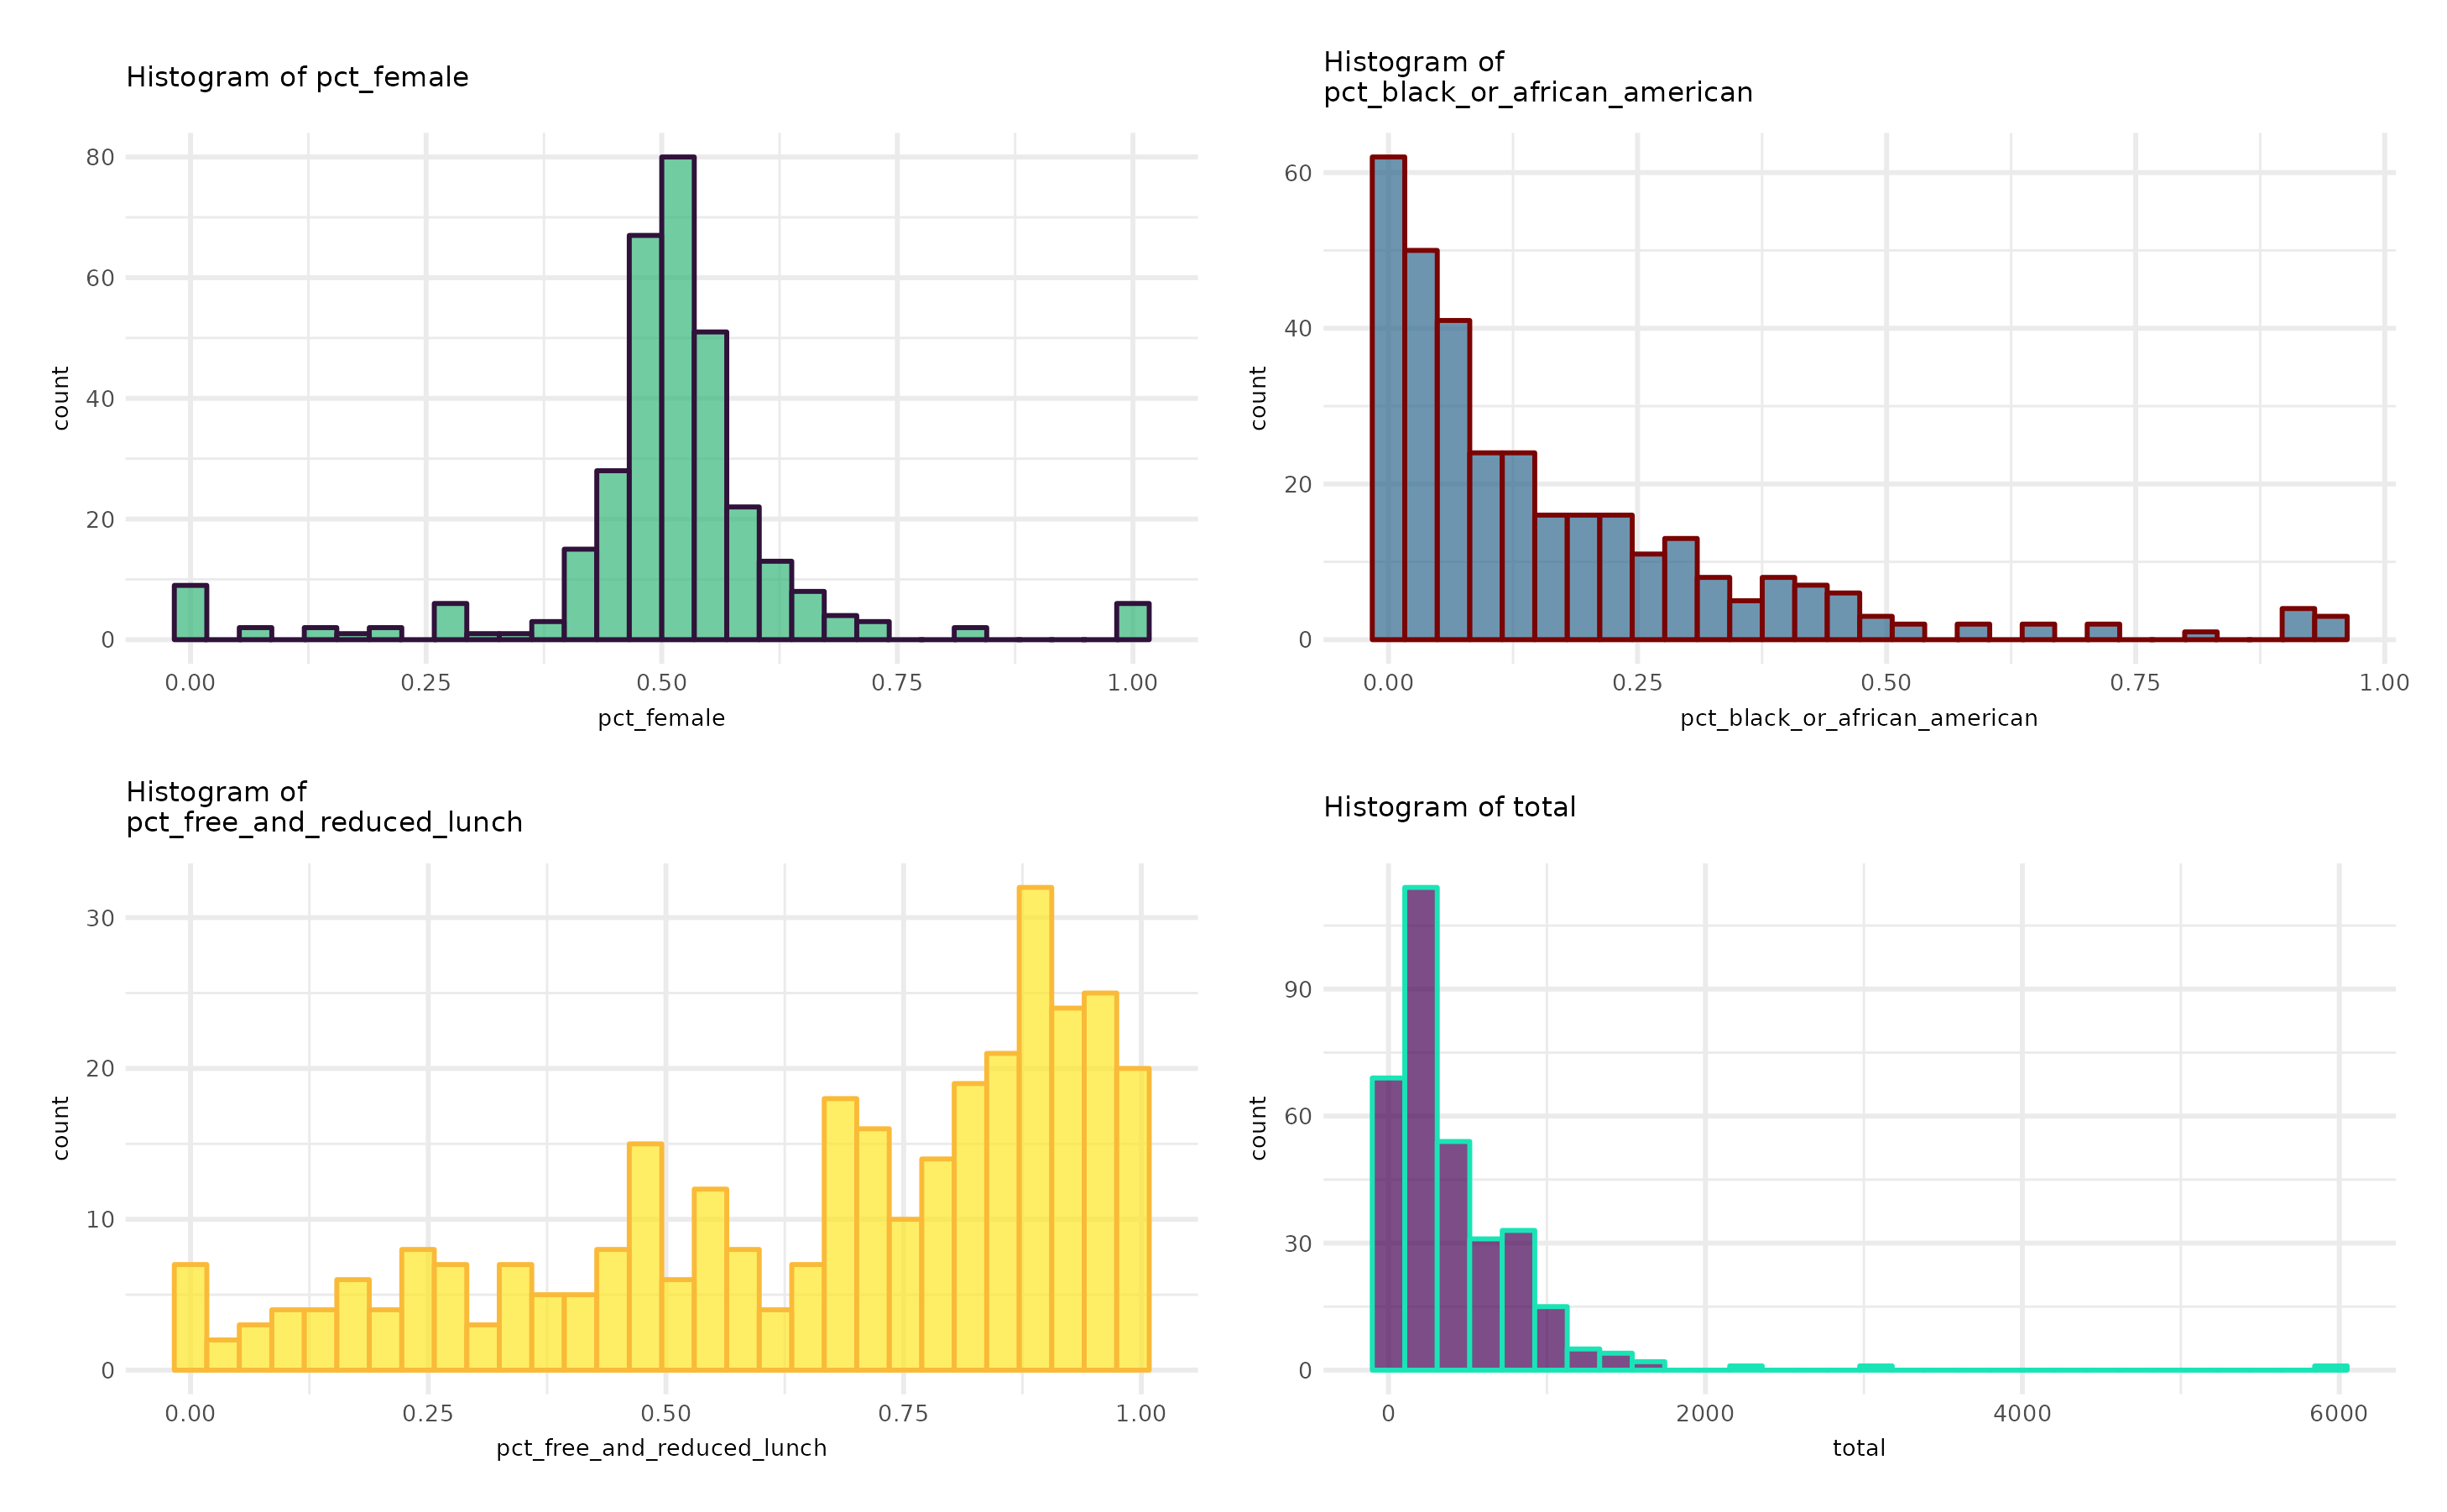 Histogram of pct_female
80
60
40
20
0
count
0.00 0.25 0.50 0.75 1.00
pct_female
Histogram of
pct_black_or_african_american
60
40
20
0
count
0.00 0.25 0.50 0.75 1.00
pct_black_or_african_american
Histogram of
pct_free_and_reduced_lunch
30
20
10
0
count
0.00 0.25 0.50 0.75 1.00
pct_free_and_reduced_lunch
Histogram of total
90
60
30
0
count
0 2000 4000 6000
total